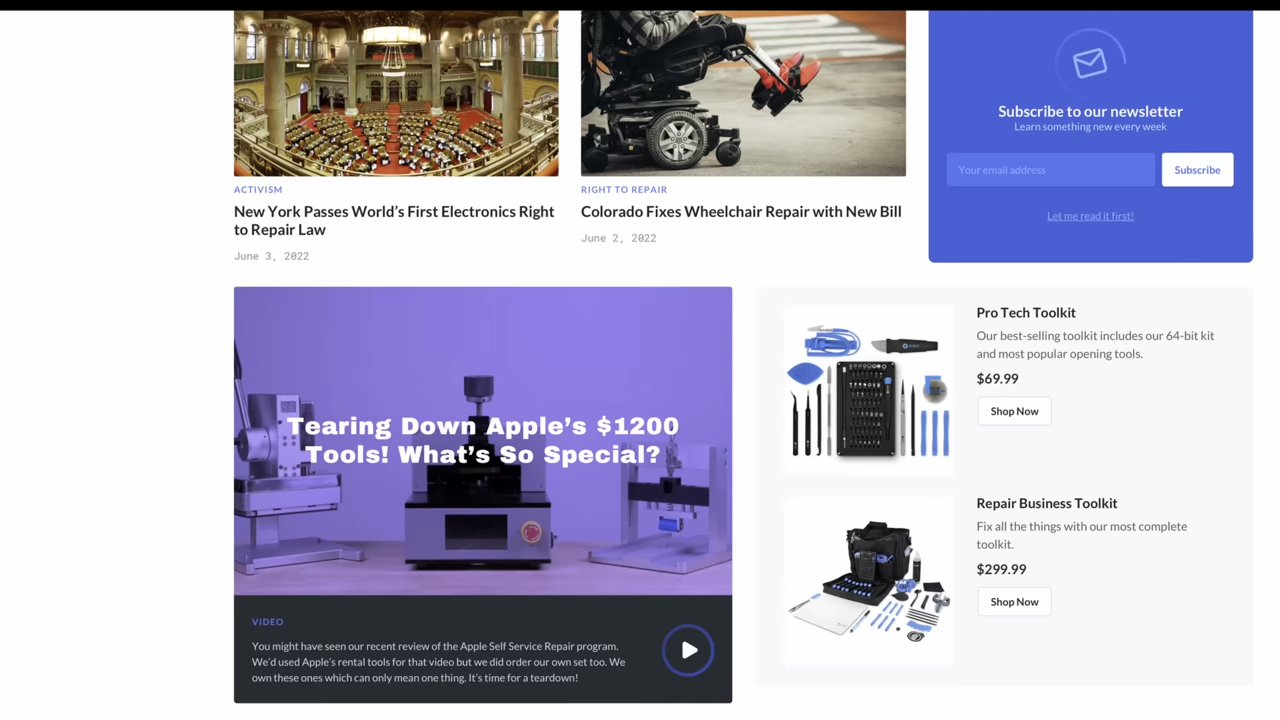 ACTIVISM
New York Passes World's First Electronics Right
to Repair Law
June 3, 2022
RIGHT TO REPAIR
Colorado Fixes Wheelchair Repair with New Bill
June 2, 2022
Subscribe to our newsletter
Learn something new every week
Your email address
Subscribe
Let me read it first!
Tearing Down Apple's $1200
Tools! What's So Special?
VIDEO
You might have seen our recent review of the Apple Self Service Repair program.
We'd used Apple's rental tools for that video but we did order our own set too. We
own these ones which can only mean one thing. It's time for a teardown!
Pro Tech Toolkit
Our best-selling toolkit includes our 64-bit kit
and most popular opening tools.
$69.99
Shop Now
Repair Business Toolkit
Fix all the things with our most complete
toolkit.
$299.99
Shop Now